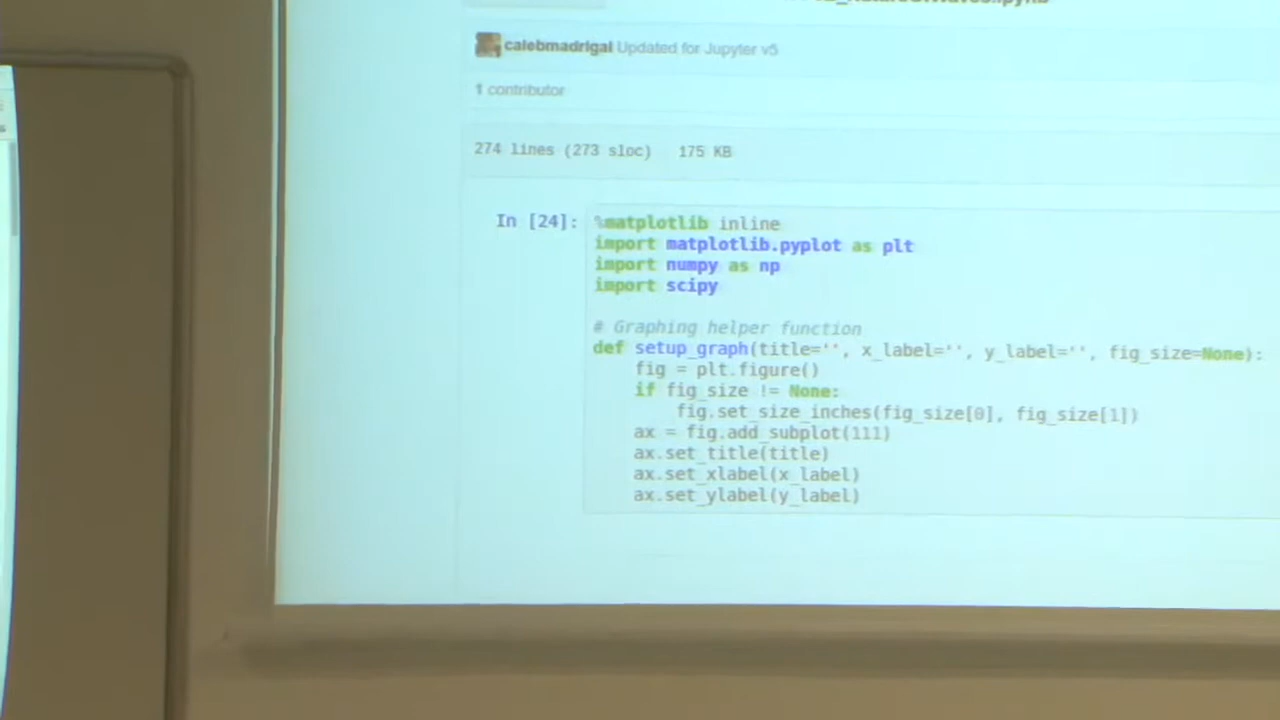 calebmadrigal Updated for Jupyter v5
1 contributor
274 lines (273 sloc) 175 KB
In [24]: %matplotlib inline
import matplotlib.pyplot as plt
import numpy as np
import scipy
# Graphing helper function
def setup_graph(title='', x_label='', y_label='', fig_size=None):
fig = plt.figure()
if fig_size != None:
fig.set_size_inches(fig_size[0], fig_size[1])
ax = fig.add_subplot(111)
ax.set_title(title)
ax.set_xlabel(x_label)
ax.set_ylabel(y_label)